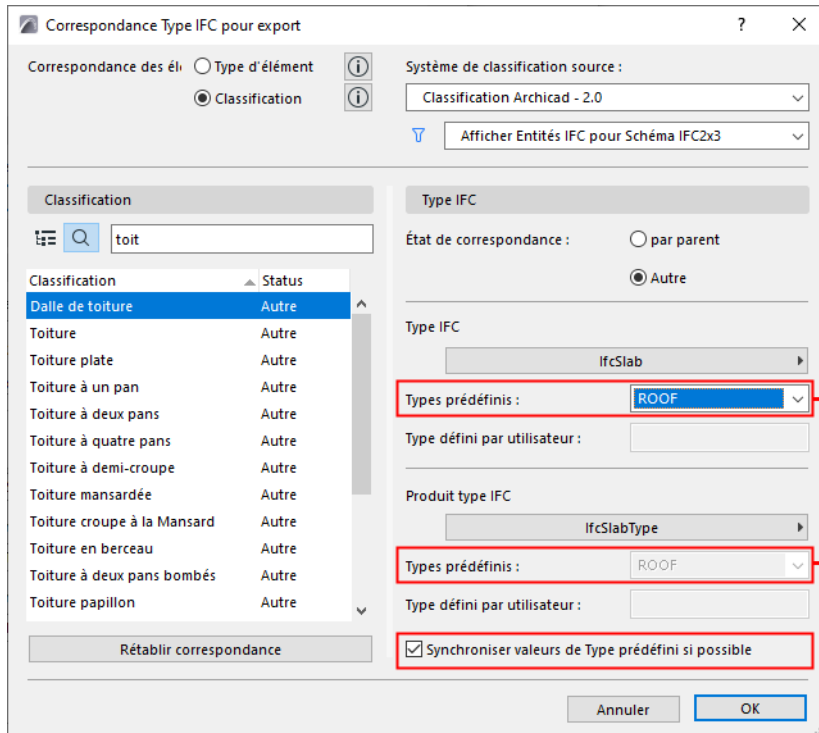 Correspondance Type IFC pour export
Correspondance des élé Type d'élément
Classification
Système de classification source :
Classification Archicad - 2.0
Afficher Entités IFC pour Schéma IFC2x3
Classification
toit
Classification Status
Dalle de toiture Autre
Toiture Autre
Toiture plate Autre
Toiture à un pan Autre
Toiture à deux pans Autre
Toiture à quatre pans Autre
Toiture à demi-croupe Autre
Toiture mansardée Autre
Toiture croupe à la Mansard Autre
Toiture en berceau Autre
Toiture à deux pans bombés Autre
Toiture papillon Autre
Rétablir correspondance
Type IFC
État de correspondance : par parent
Autre
Type IFC
IfcSlab
Types prédéfinis : ROOF
Type défini par utilisateur :
Produit type IFC
IfcSlabType
Types prédéfinis : ROOF
Type défini par utilisateur :
Synchroniser valeurs de Type prédéfini si possible
Annuler OK